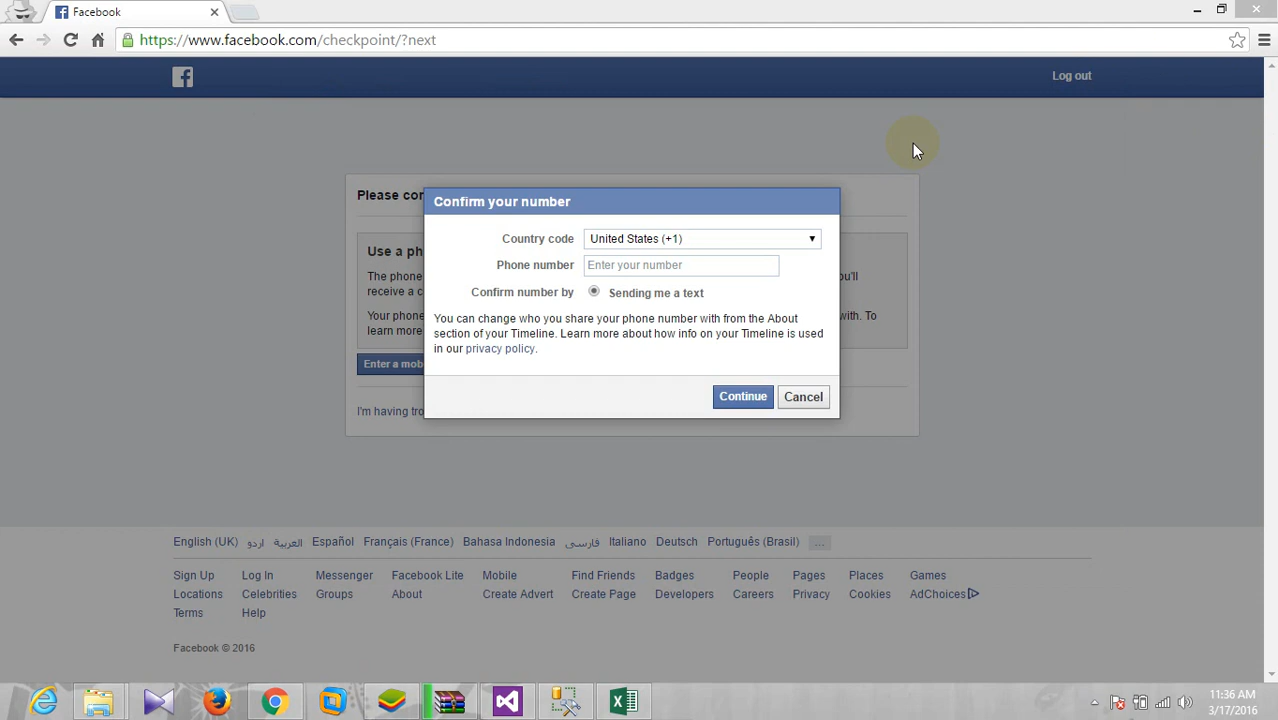 Facebook
https://www.facebook.com/checkpoint/?next
Log out
Please con
Confirm your number
Use a ph
Country code
United States (+1)
The phone
u'll
Phone number
Enter your number
receive a c
Confirm number by
Sending me a text
Your phon
with. To
learn more
You can change who you share your phone number with from the About
section of your Timeline. Learn more about how info on your Timeline is used
in our privacy policy.
Enter a mob
Continue
Cancel
I'm having tro
English (UK) اردو العربية Español Français (France) Bahasa Indonesia فارسی Italiano Deutsch Português (Brasil) ...
Sign Up Log In Messenger Facebook Lite Mobile Find Friends Badges People Pages Places Games
Locations Celebrities Groups About Create Advert Create Page Developers Careers Privacy Cookies AdChoices
Terms Help
Facebook © 2016
11:36 AM
3/17/2016